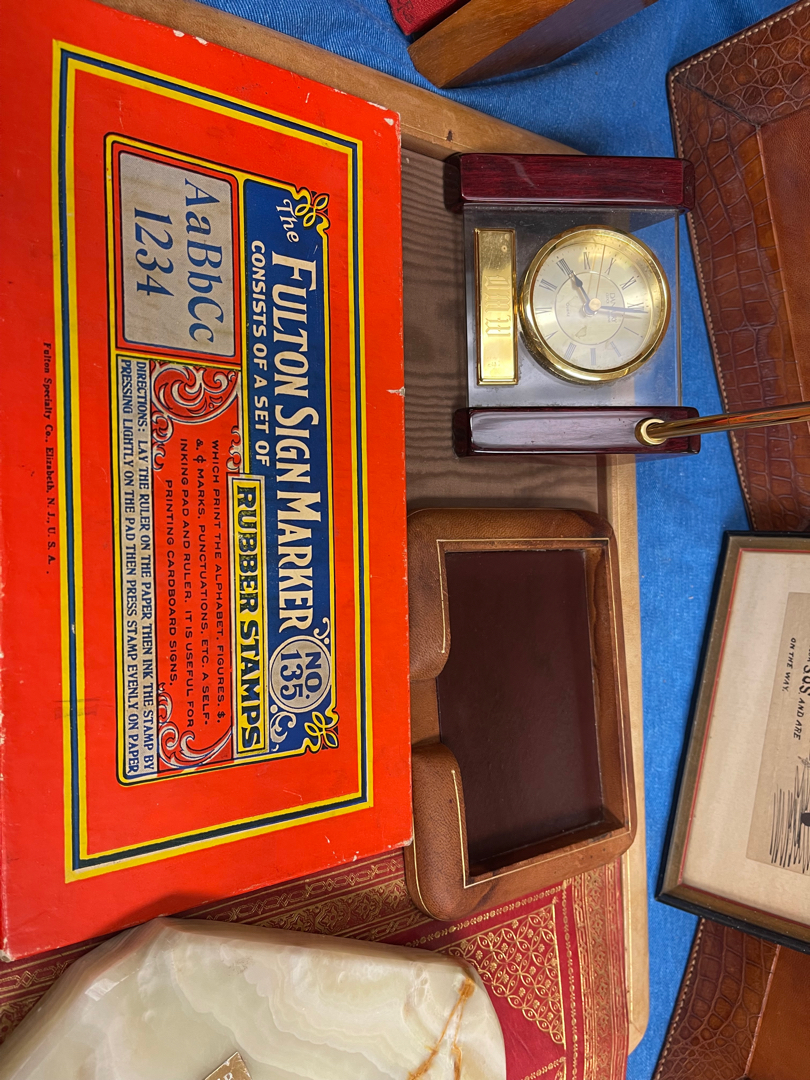 The FULTON SIGN MARKER NO. 135
CONSISTS OF A SET OF
RUBBER STAMPS
AaBbCc
1234
WHICH PRINT THE ALPHABET, FIGURES, $.
&, ¢ MARKS, PUNCTUATIONS, ETC. A SELF-
INKING PAD AND RULER. IT IS USEFUL FOR
PRINTING CARDBOARD SIGNS.
DIRECTIONS: LAY THE RULER ON THE PAPER THEN INK THE STAMP BY
PRESSING LIGHTLY ON THE PAD THEN PRESS STAMP EVENLY ON PAPER
Fulton Specialty Co., Elizabeth, N. J., U. S. A.
AND ARE
ON THE WAY.